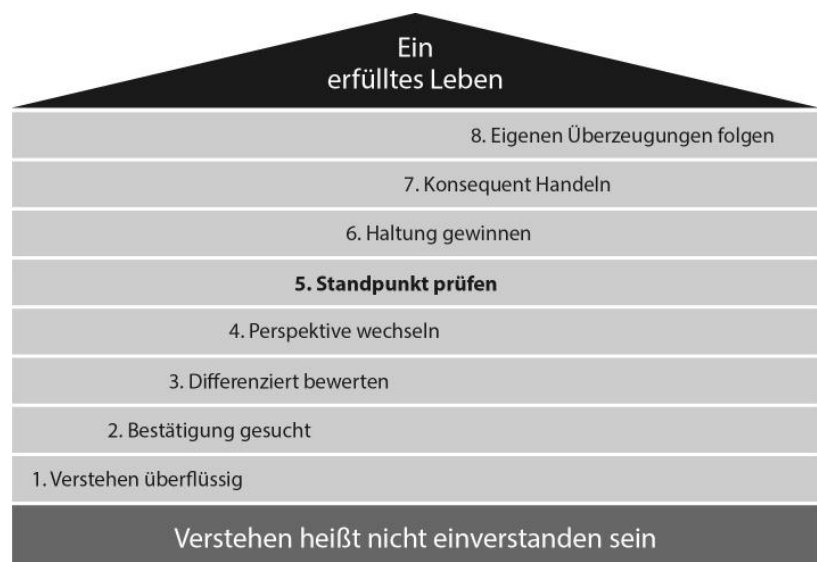 Ein
erfülltes Leben
8. Eigenen Überzeugungen folgen
7. Konsequent Handeln
6. Haltung gewinnen
5. Standpunkt prüfen
4. Perspektive wechseln
3. Differenziert bewerten
2. Bestätigung gesucht
1. Verstehen überflüssig
Verstehen heißt nicht einverstanden sein